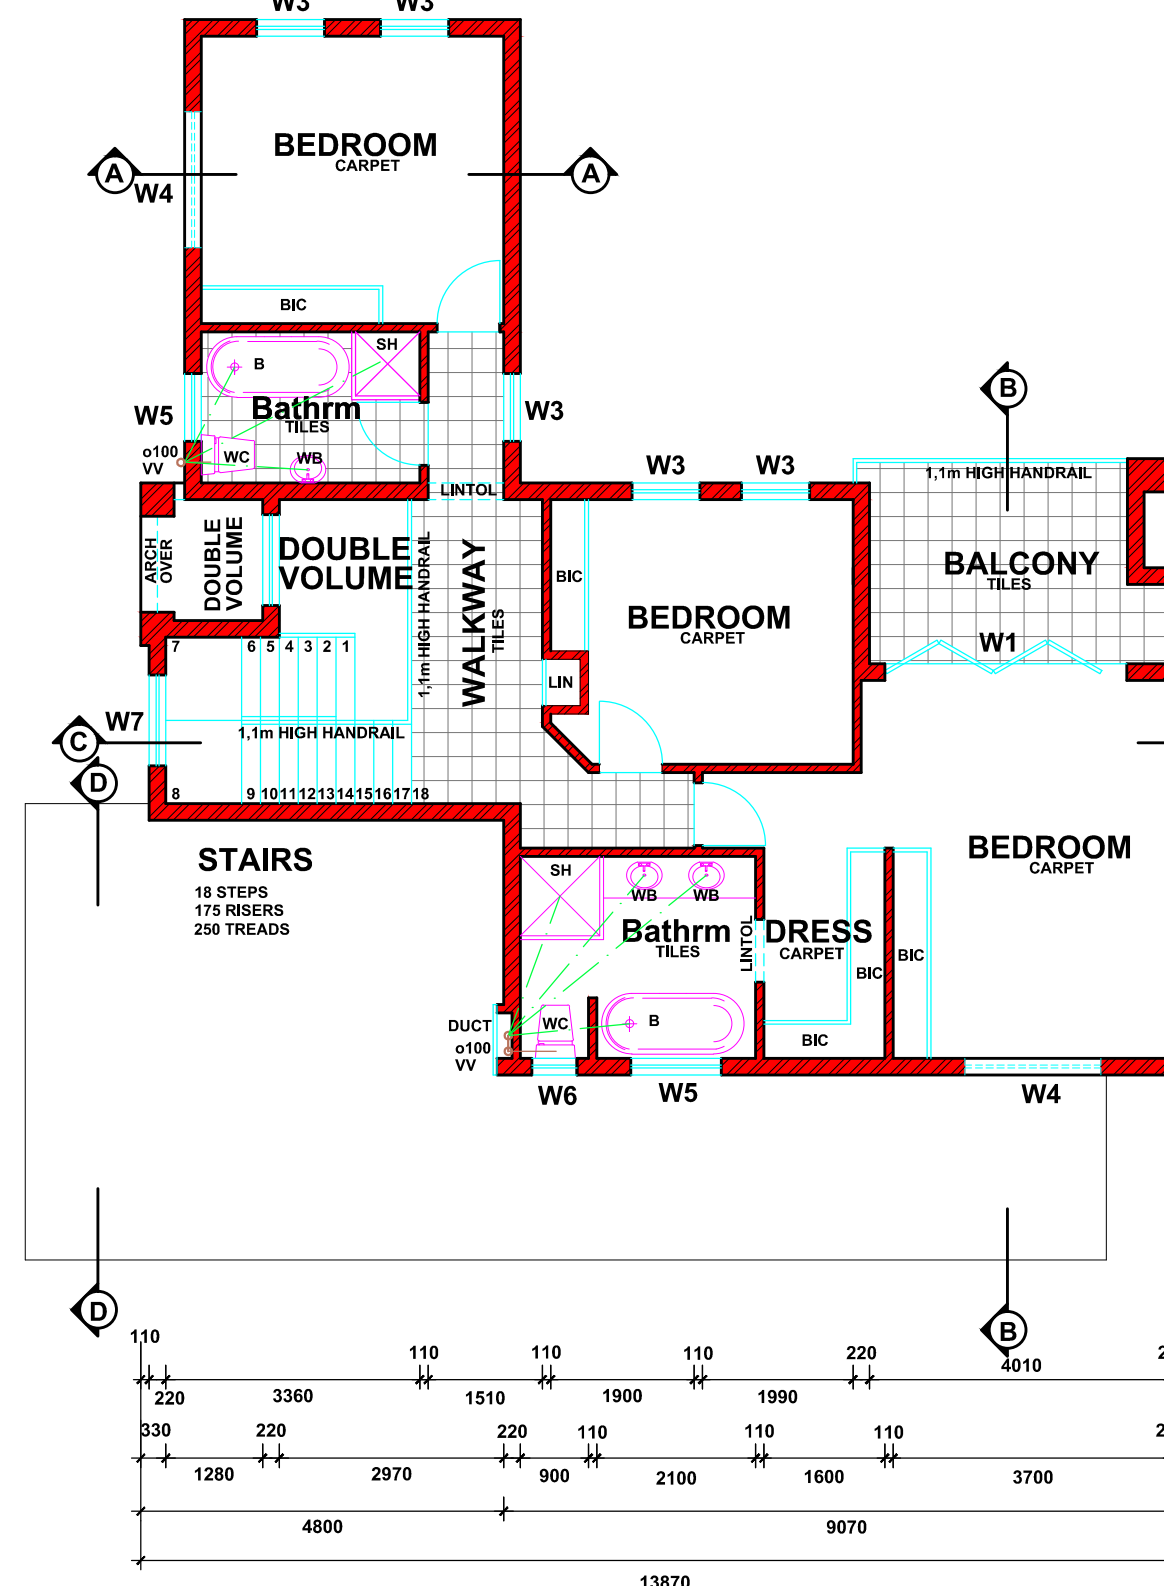 W3 W3
BEDROOM
CARPET
A A
W4
BIC
SH
B
Bathrm
TILES
W5 W3
o100
VV
WC WB
LINTOL
W3 W3
B
1,1m HIGH HANDRAIL
ARCH
OVER
DOUBLE
VOLUME
DOUBLE
VOLUME
1,1m HIGH HANDRAIL
WALKWAY
TILES
BIC
BEDROOM
CARPET
BALCONY
TILES
W1
LIN
7 6 5 4 3 2 1
W7
C
1,1m HIGH HANDRAIL
D
8 9 10 11 12 13 14 15 16 17 18
STAIRS
18 STEPS
175 RISERS
250 TREADS
BEDROOM
CARPET
SH
WB WB
Bathrm
TILES
LINTOL
DRESS
CARPET
BIC
BIC
BIC
DUCT
o100
VV
WC
B
W6 W5 W4
D B
110 110 110 110 220 4010
220 3360 1510 1900 1990
330 220 220 110 110 110
1280 2970 900 2100 1600 3700
4800 9070
13870